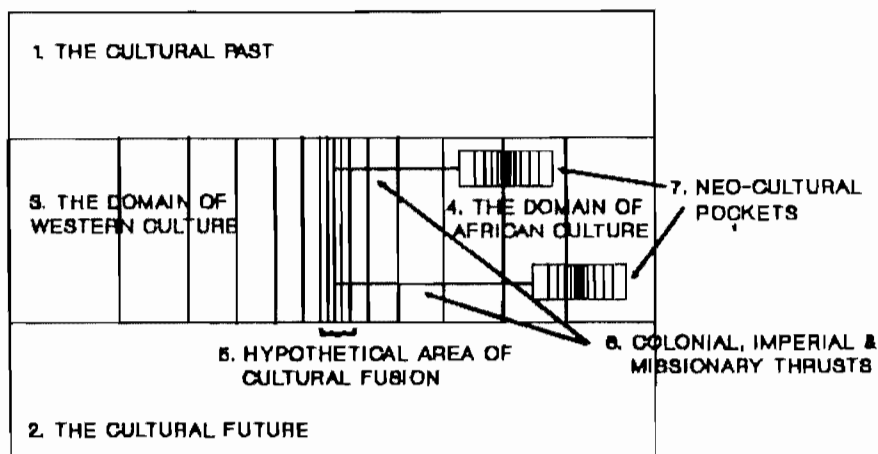 1. THE CULTURAL PAST
3. THE DOMAIN OF
WESTERN CULTURE
4. THE DOMAIN OF
AFRICAN CULTURE
7. NEO-CULTURAL
POCKETS
5. HYPOTHETICAL AREA OF
CULTURAL FUSION
6. COLONIAL, IMPERIAL &
MISSIONARY THRUSTS
2. THE CULTURAL FUTURE